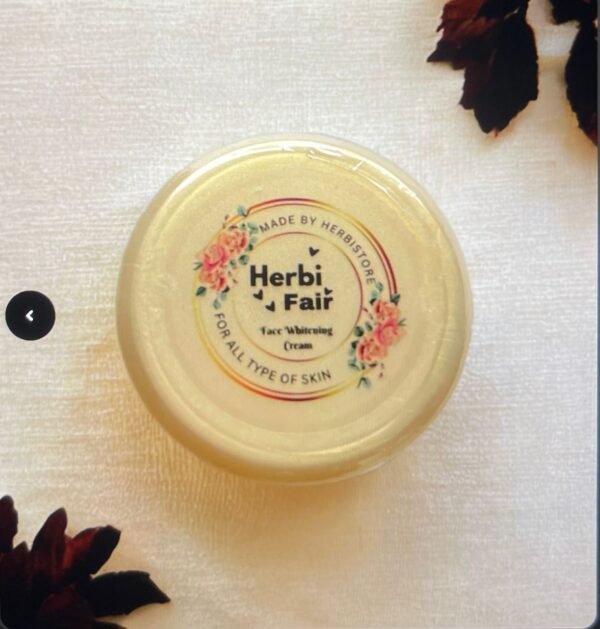 MADE BY HERBISTORE
Herbi
Fair
Face Whitening
Cream
FOR ALL TYPE OF SKIN